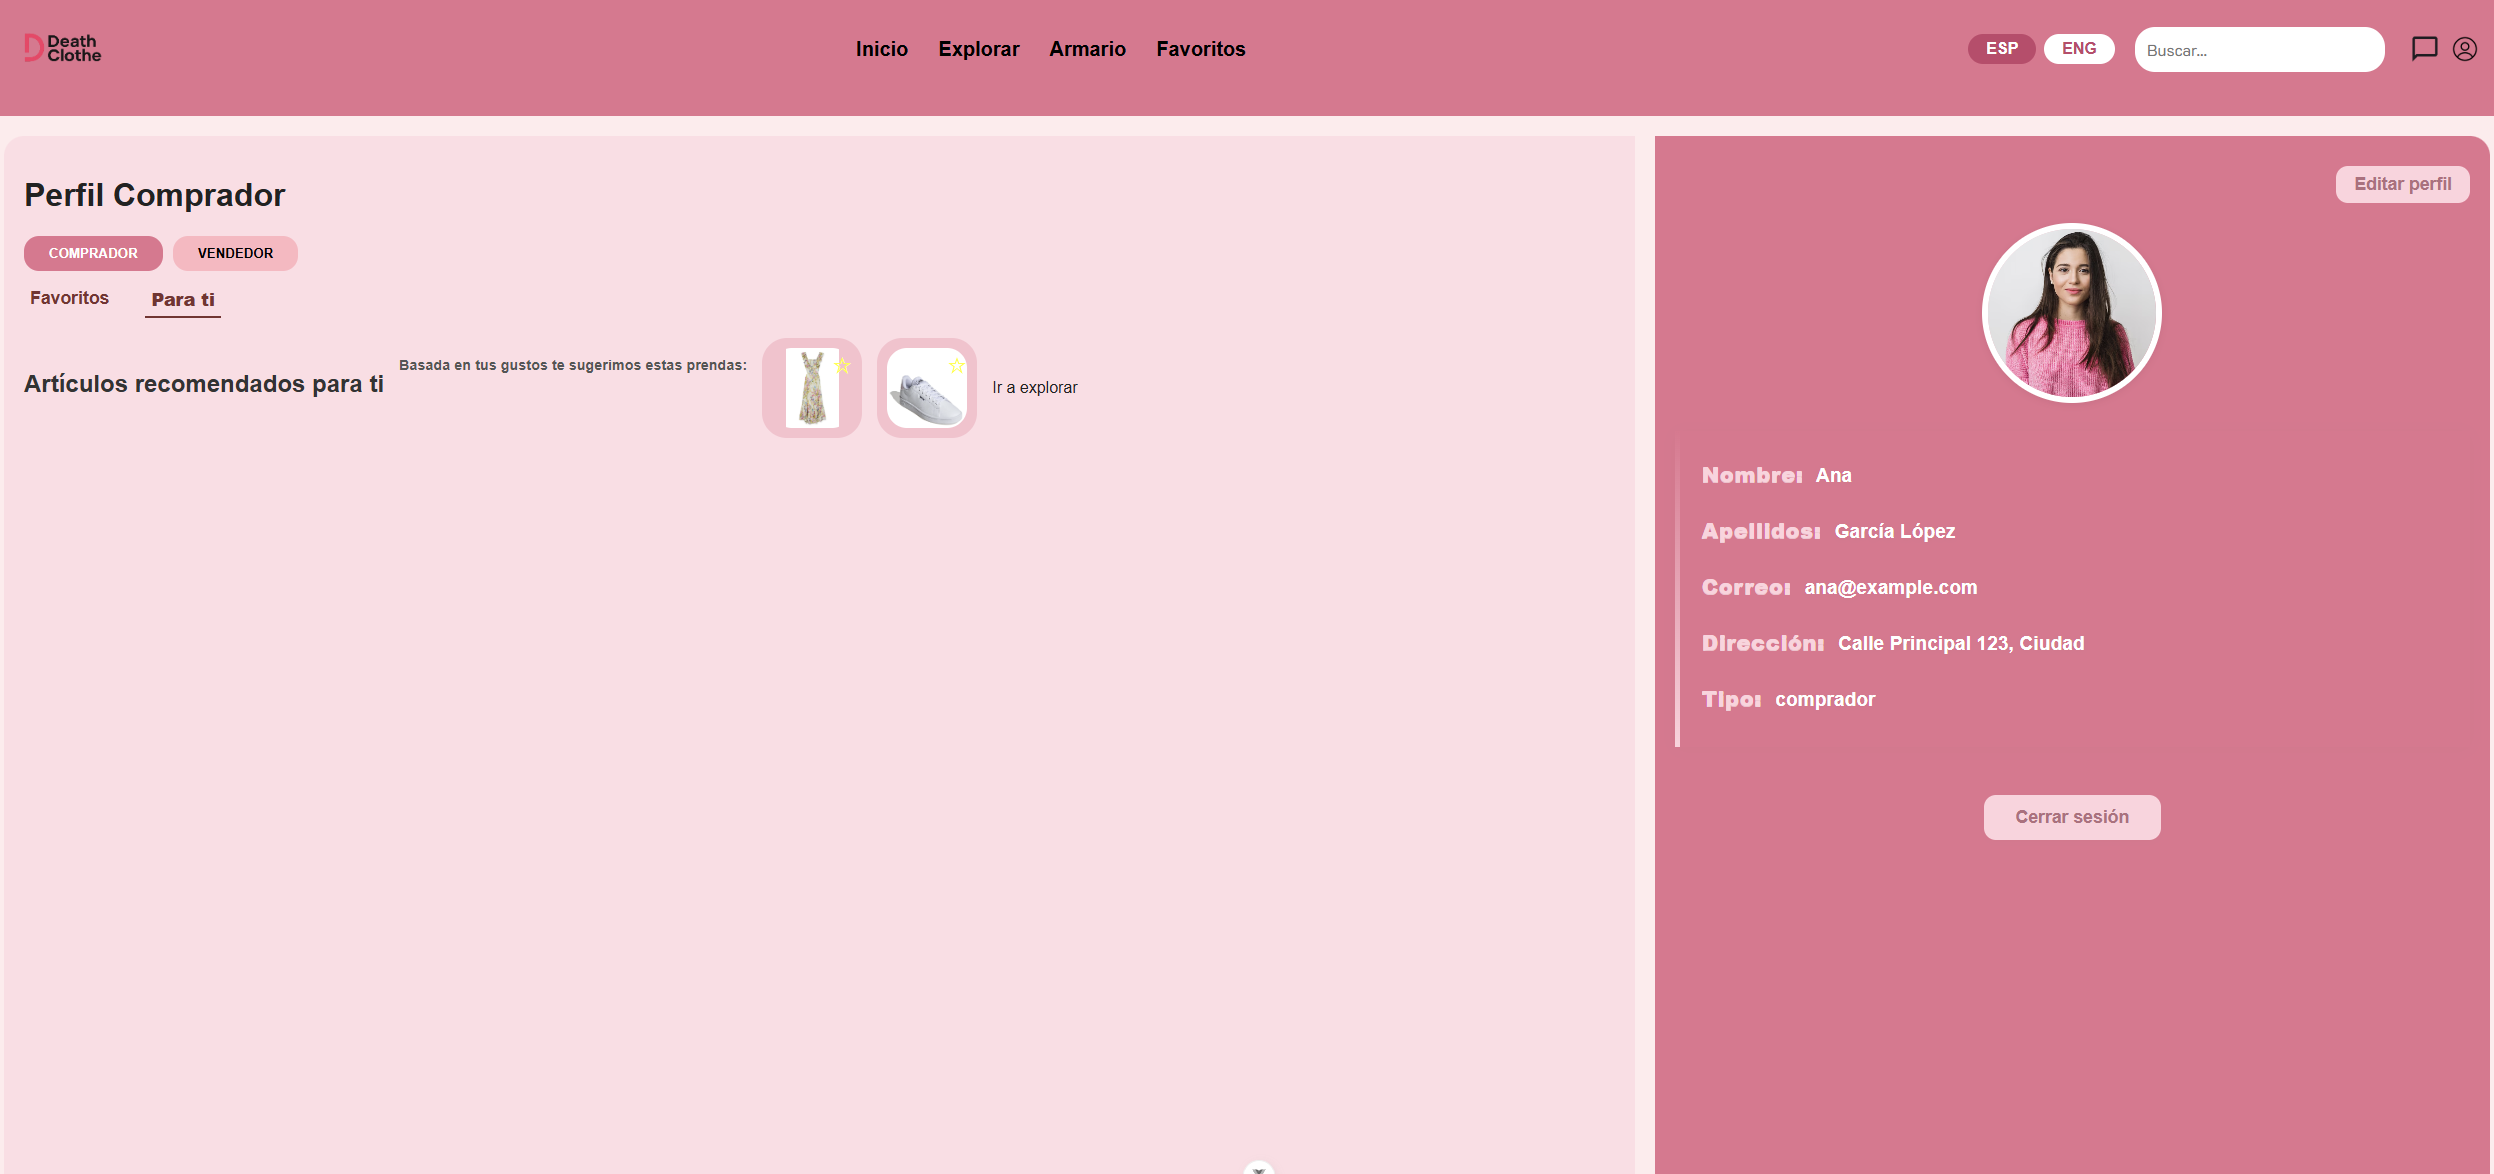 Death
Clothe
Inicio Explorar Armario Favoritos
ESP ENG Buscar...
Perfil Comprador
COMPRADOR VENDEDOR
Favoritos Para ti
Artículos recomendados para ti Basada en tus gustos te sugerimos estas prendas: Ir a explorar
Editar perfil
Nombre: Ana
Apellidos: García López
Correo: ana@example.com
Dirección: Calle Principal 123, Ciudad
Tipo: comprador
Cerrar sesión